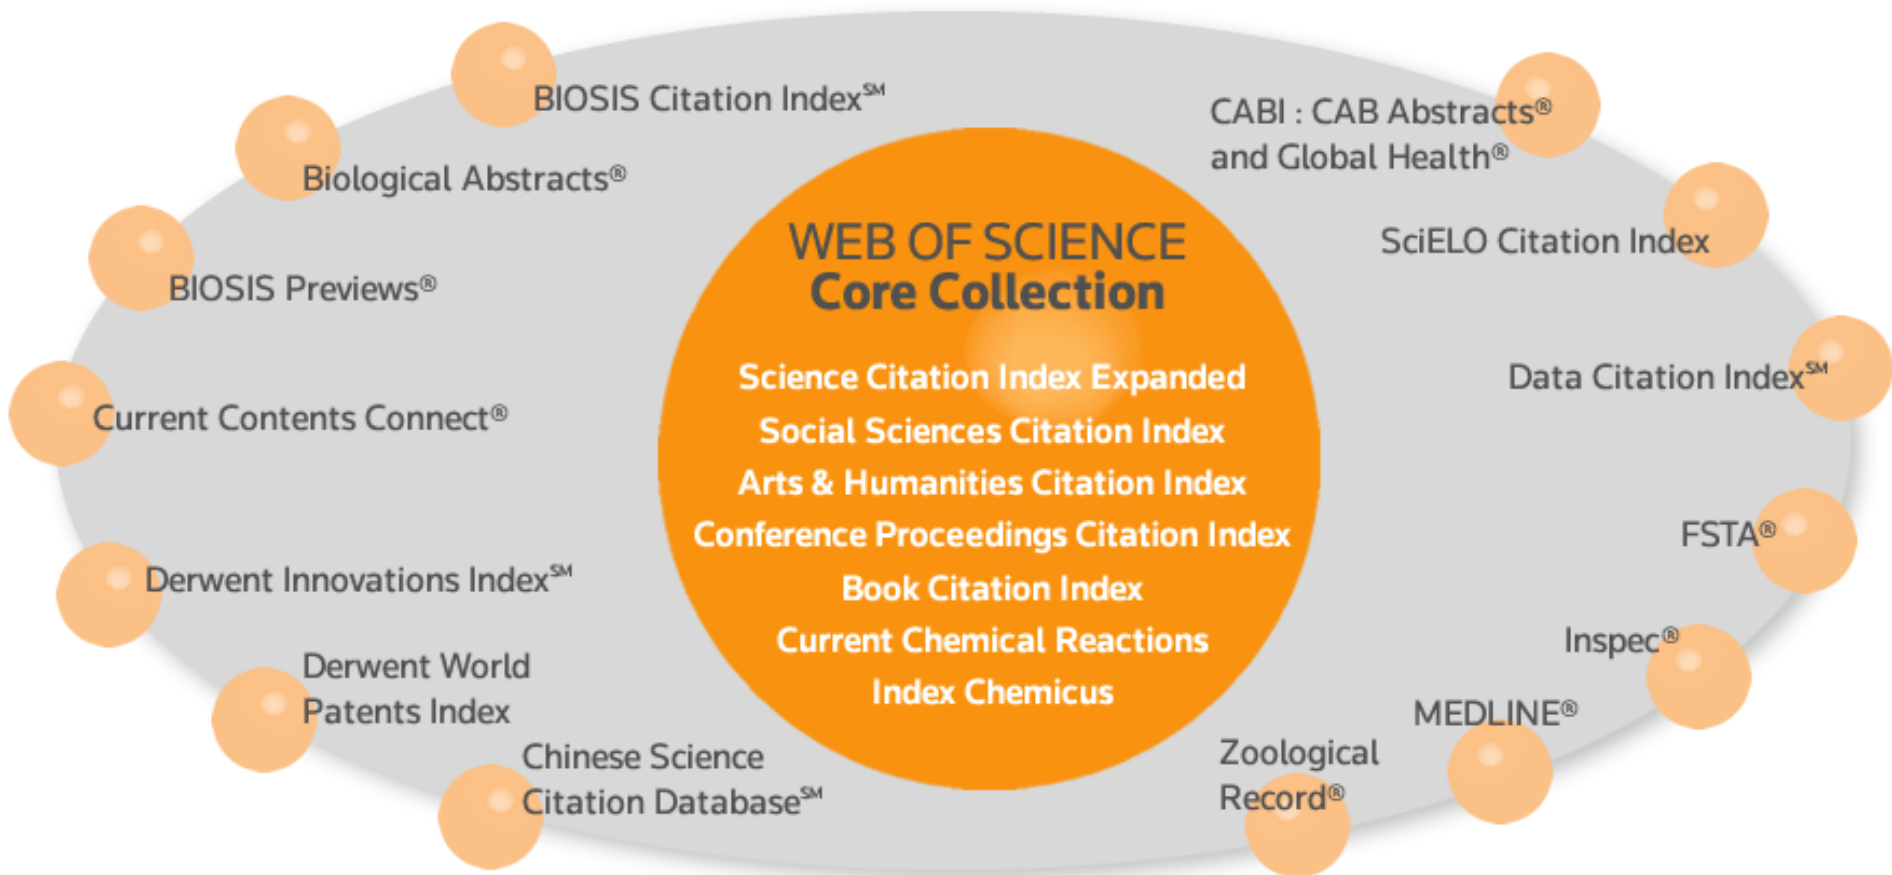 BIOSIS Citation Index℠
Biological Abstracts®
BIOSIS Previews®
Current Contents Connect®
Derwent Innovations Index℠
Derwent World
Patents Index
Chinese Science
Citation Database℠
WEB OF SCIENCE
Core Collection
Science Citation Index Expanded
Social Sciences Citation Index
Arts & Humanities Citation Index
Conference Proceedings Citation Index
Book Citation Index
Current Chemical Reactions
Index Chemicus
CABI : CAB Abstracts®
and Global Health®
SciELO Citation Index
Data Citation Index℠
FSTA®
Inspec®
MEDLINE®
Zoological
Record®